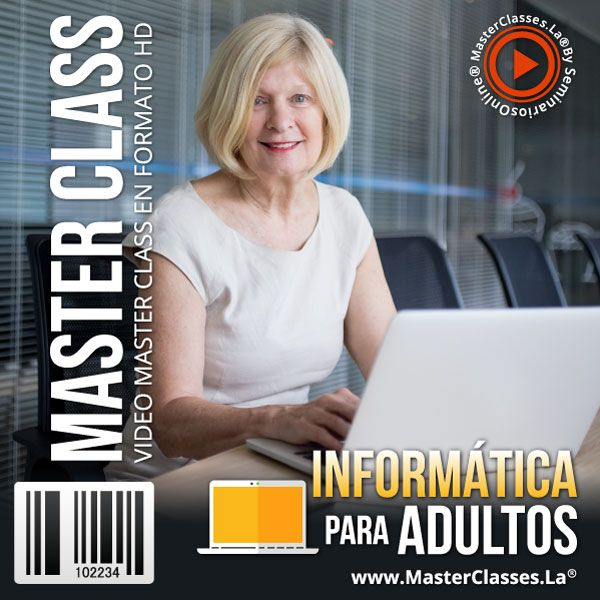 MASTER CLASS
VIDEO MASTER CLASS EN FORMATO HD
MasterClasses.La® By SeminariosOnline®
INFORMÁTICA
PARA ADULTOS
102234
www.MasterClasses.La®